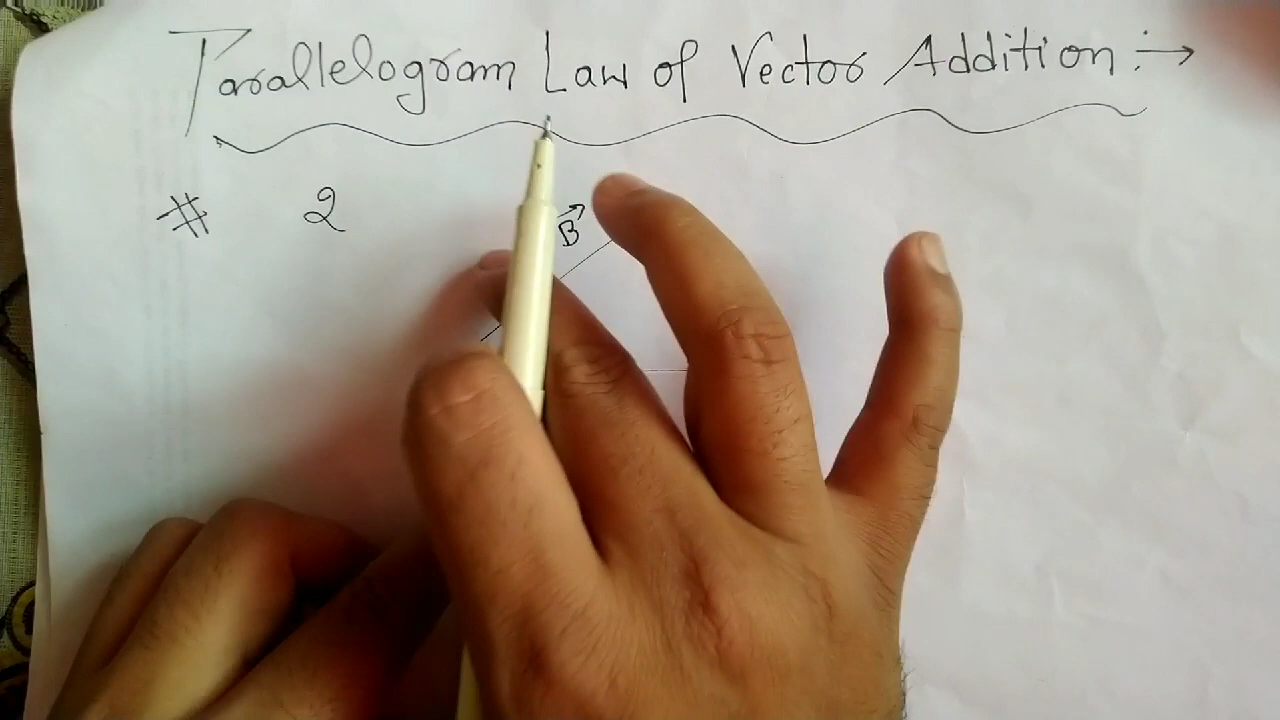 Parallelogram Law of Vector Addition :→
# 2
B→